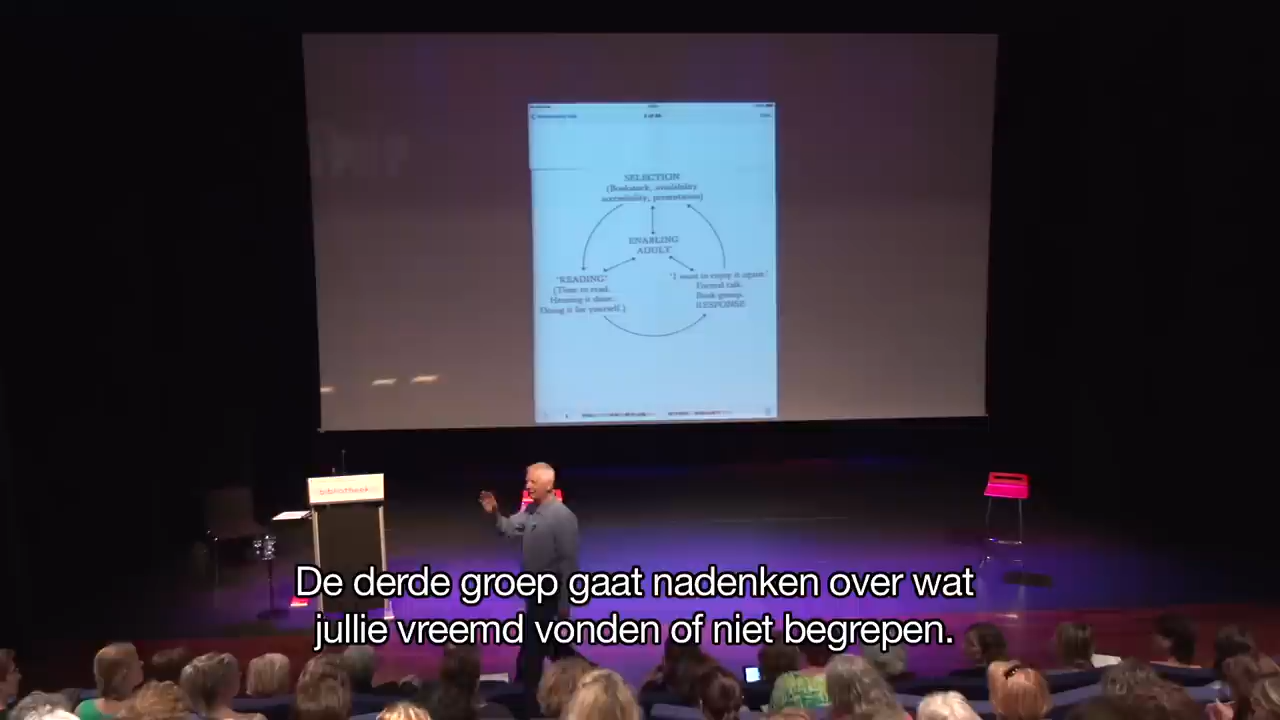 SELECTION
(Bookstock, availability,
accessibility, presentation)
ENABLING
ADULT
'READING'
(Time to read.
Hearing it done.
Doing it for yourself.)
'I want to enjoy it again.'
Formal talk.
Book gossip.
RESPONSE
bibliotheek
De derde groep gaat nadenken over wat
jullie vreemd vonden of niet begrepen.